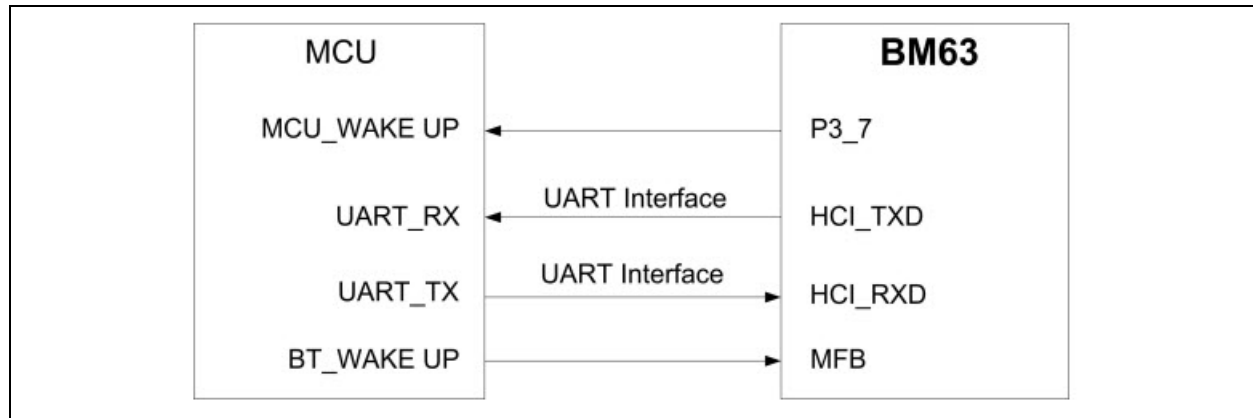 MCU
BM63
MCU_WAKE UP
P3_7
UART Interface
UART_RX
HCI_TXD
UART Interface
UART_TX
HCI_RXD
BT_WAKE UP
MFB